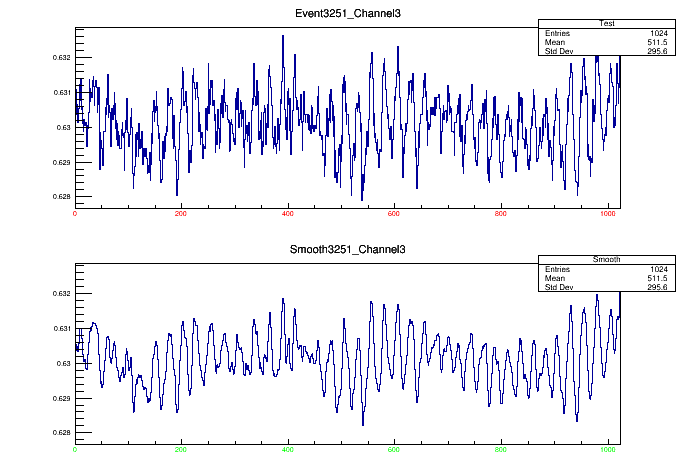 Event3251_Channel3
Test
Entries 1024
Mean 511.5
Std Dev 295.6
0.632
0.631
0.63
0.629
0.628
0 200 400 600 800 1000
Smooth3251_Channel3
Smooth
Entries 1024
Mean 511.5
Std Dev 295.6
0.632
0.631
0.63
0.629
0.628
0 200 400 600 800 1000